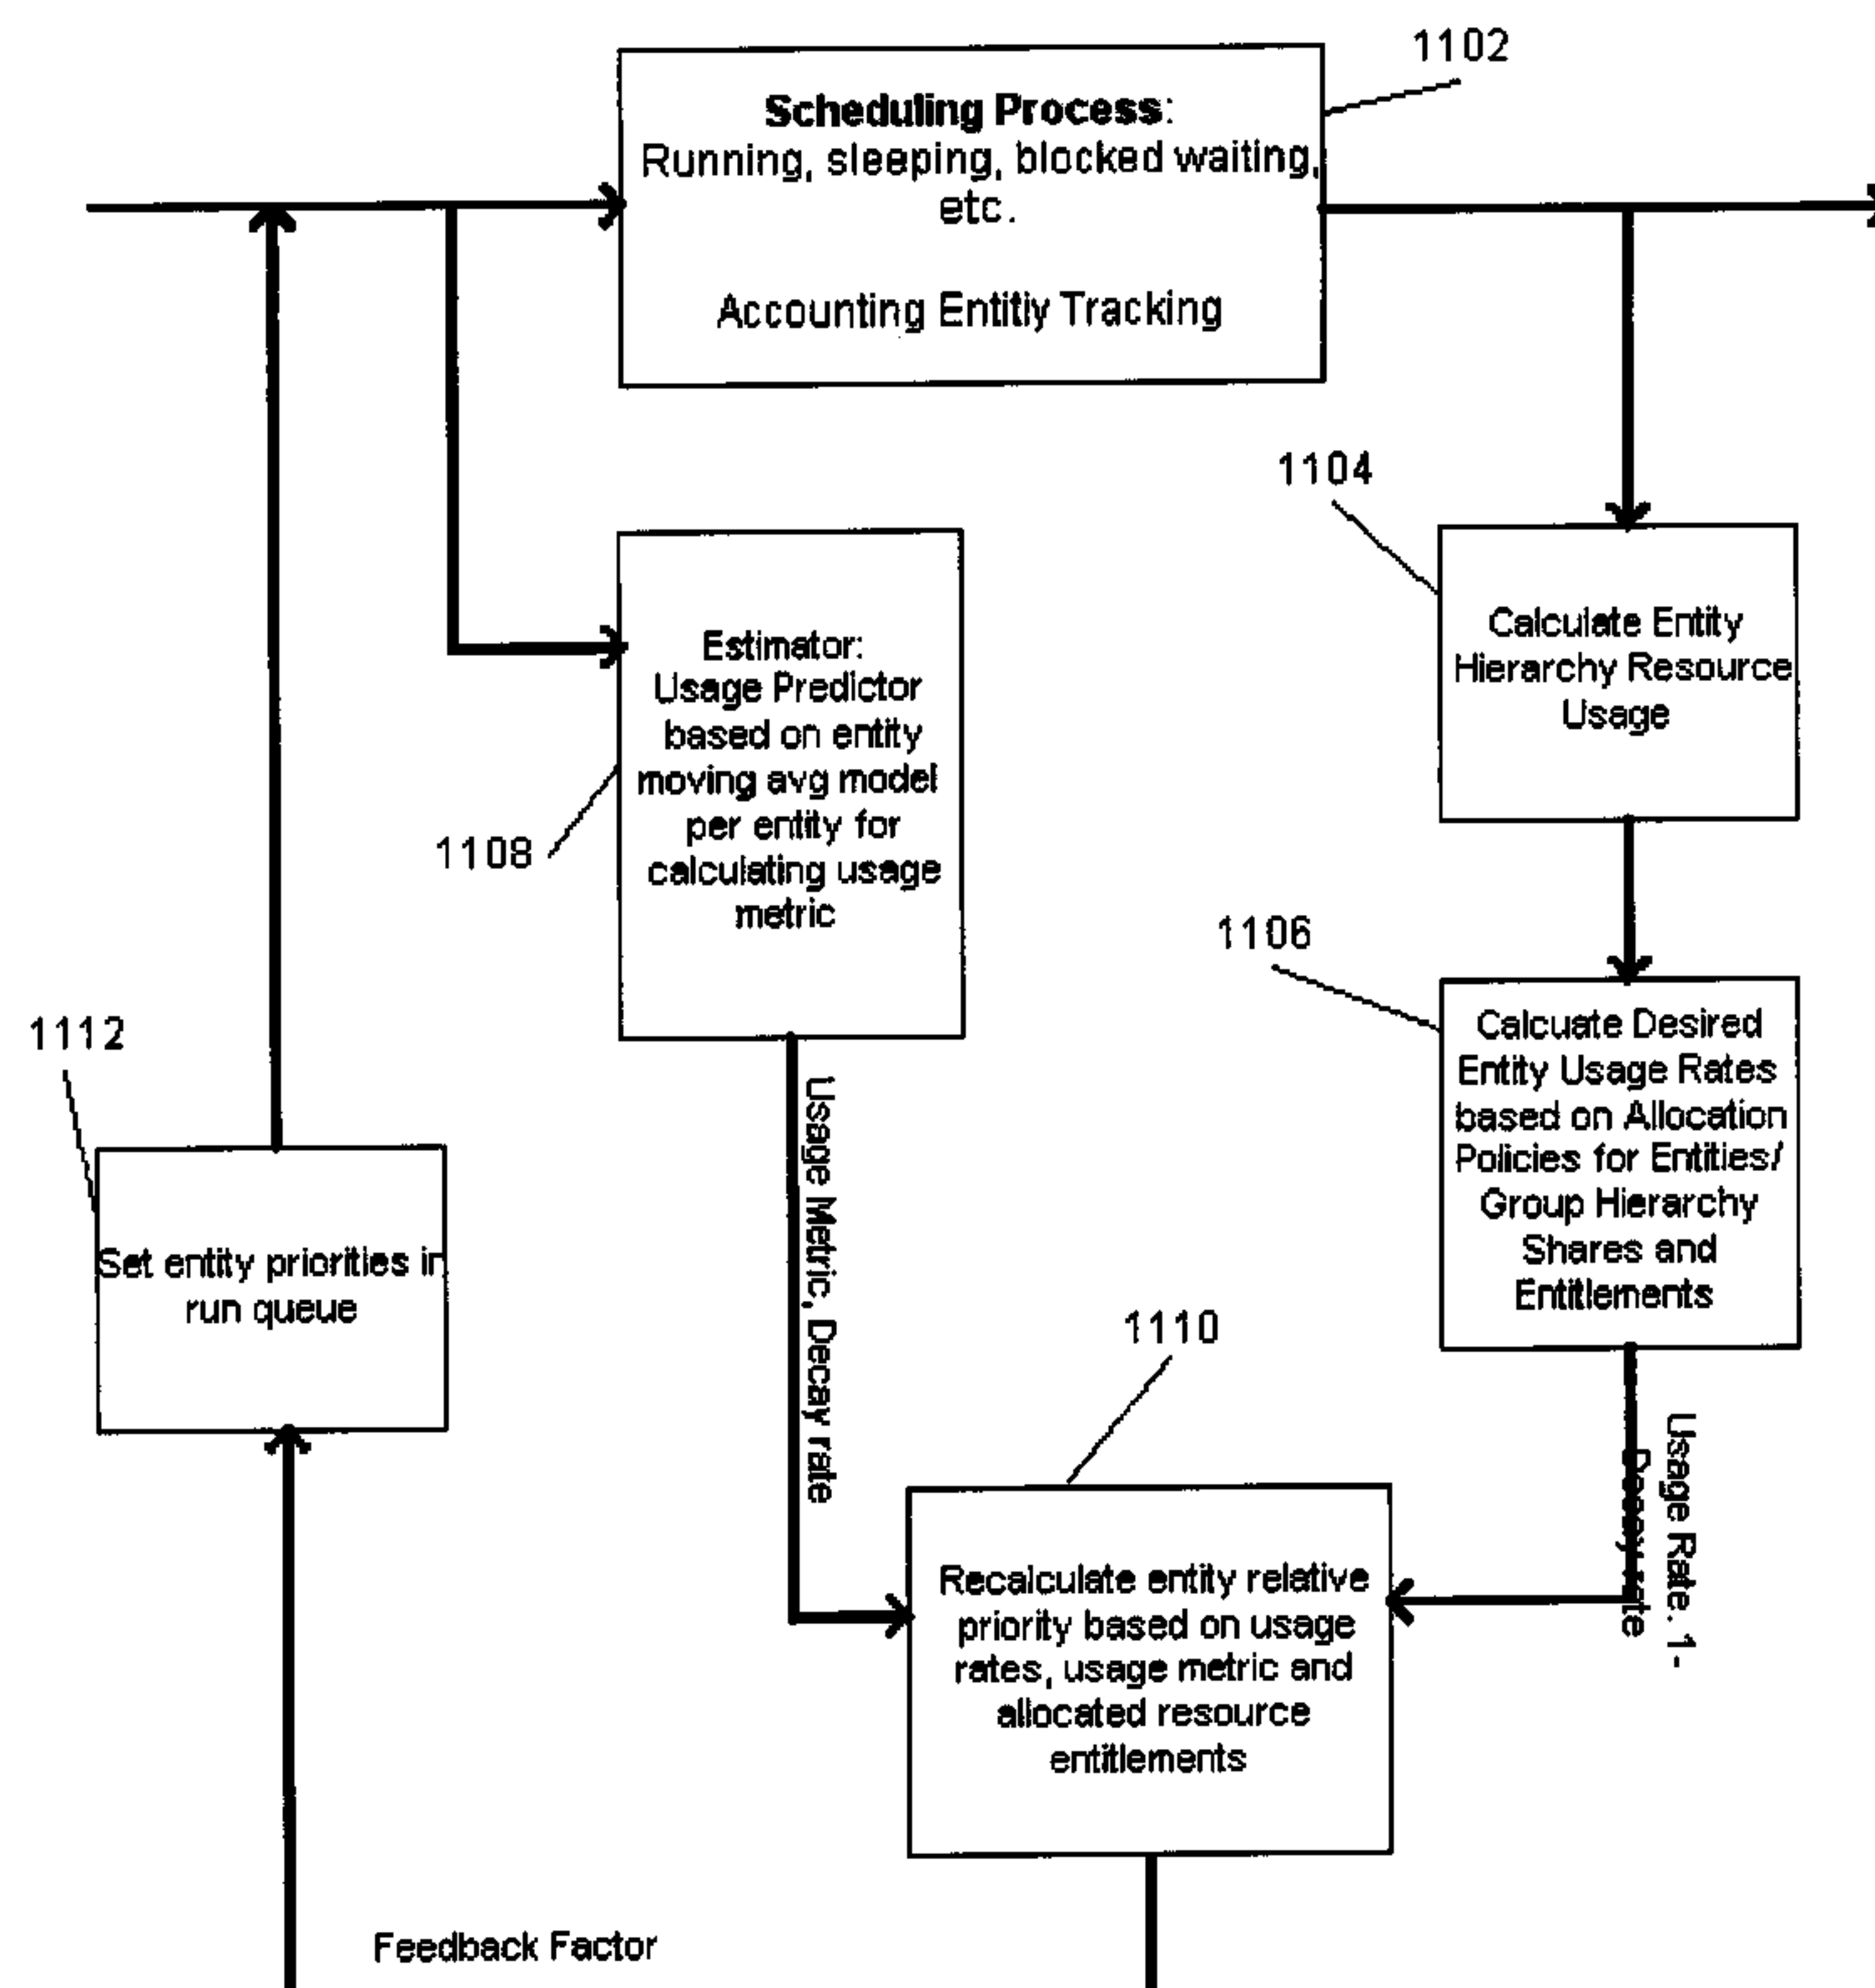 1102
Scheduling Process:
Running, sleeping, blocked waiting,
etc.
Accounting Entitiy Tracking
1104
Calculate Entity
Hierarchy Resource
Usage
Estimator:
Usage Predictor
based on entity
moving avg model
per entity for
calculating usage
metric
1108
1106
Calcuate Desired
Entity Usage Rates
based on Allocation
Policies for Entities/
Group Hierarchy
Shares and
Entitlements
1112
Set entity priorities in
run queue
Usage Metric, Decay rate
1110
Usage Rate. 1-
Decay rate
Recalculate entity relative
priority based on usage
rates, usage metric and
allocated resource
entitlements
Feedback Factor